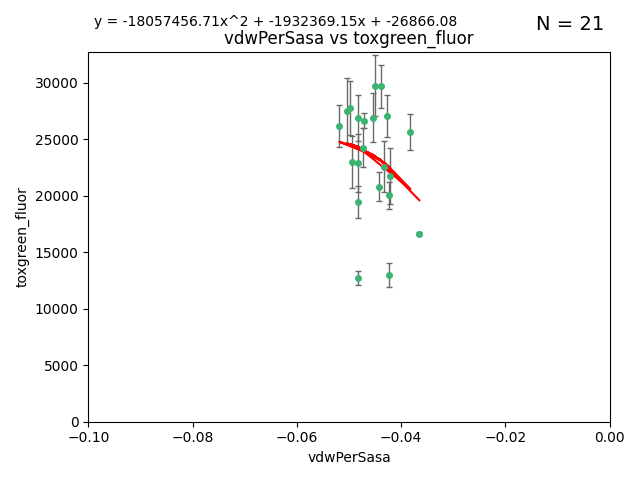 y = -18057456.71x^2 + -1932369.15x + -26866.08
N = 21
vdwPerSasa vs toxgreen_fluor
30000
25000
20000
15000
10000
5000
0
toxgreen_fluor
−0.10 −0.08 −0.06 −0.04 −0.02 0.00
vdwPerSasa